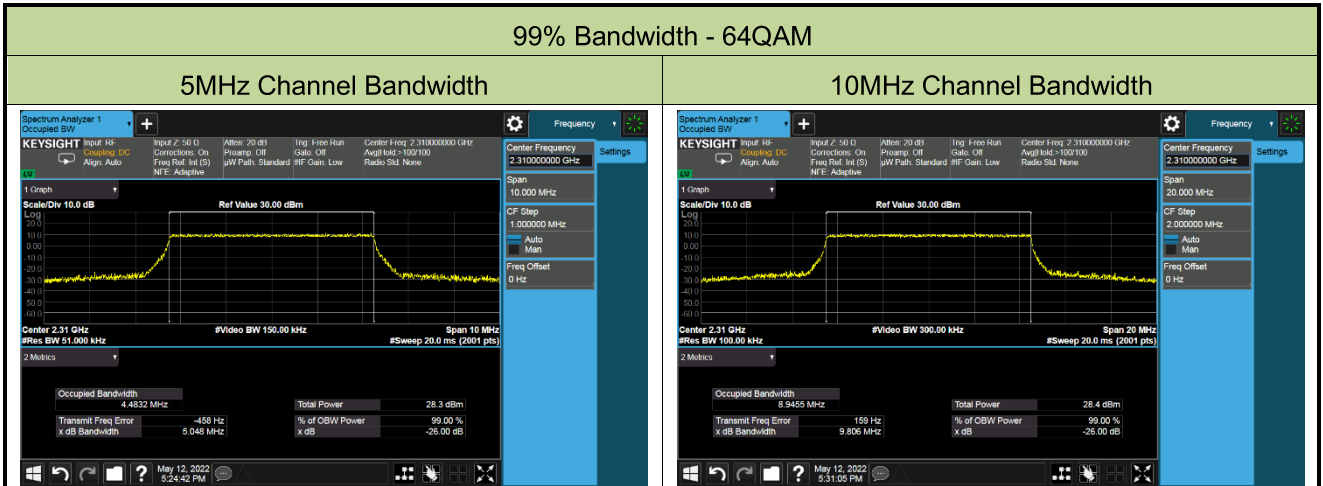 99% Bandwidth - 64QAM
5MHz Channel Bandwidth
10MHz Channel Bandwidth
Spectrum Analyzer 1
Occupied BW
+
Frequency
KEYSIGHT
Input: RF
Coupling: DC
Align: Auto
Input Z: 50 Ω
Corrections: On
Freq Ref: Int (S)
NFE: Adaptive
Atten: 20 dB
Preamp: Off
µW Path: Standard
Trig: Free Run
Gate: Off
#IF Gain: Low
Center Freq: 2.310000000 GHz
Avg|Hold:>100/100
Radio Std: None
Center Frequency
2.310000000 GHz
Settings
Span
10.000 MHz
CF Step
1.000000 MHz
Auto
Man
Freq Offset
0 Hz
1 Graph
Scale/Div 10.0 dB
Ref Value 30.00 dBm
Log
20.0
10.0
0.00
-10.0
-20.0
-30.0
-40.0
-50.0
-60.0
Center 2.31 GHz
#Video BW 150.00 kHz
Span 10 MHz
#Res BW 51.000 kHz
#Sweep 20.0 ms (2001 pts)
2 Metrics
Occupied Bandwidth
4.4832 MHz
Total Power
28.3 dBm
Transmit Freq Error
-458 Hz
% of OBW Power
99.00 %
x dB Bandwidth
5.048 MHz
x dB
-26.00 dB
?
May 12, 2022
5:24:42 PM
Spectrum Analyzer 1
Occupied BW
+
Frequency
KEYSIGHT
Input: RF
Coupling: DC
Align: Auto
Input Z: 50 Ω
Corrections: On
Freq Ref: Int (S)
NFE: Adaptive
Atten: 20 dB
Preamp: Off
µW Path: Standard
Trig: Free Run
Gate: Off
#IF Gain: Low
Center Freq: 2.310000000 GHz
Avg|Hold:>100/100
Radio Std: None
Center Frequency
2.310000000 GHz
Settings
Span
20.000 MHz
CF Step
2.000000 MHz
Auto
Man
Freq Offset
0 Hz
1 Graph
Scale/Div 10.0 dB
Ref Value 30.00 dBm
Log
20.0
10.0
0.00
-10.0
-20.0
-30.0
-40.0
-50.0
-60.0
Center 2.31 GHz
#Video BW 300.00 kHz
Span 20 MHz
#Res BW 100.00 kHz
#Sweep 20.0 ms (2001 pts)
2 Metrics
Occupied Bandwidth
8.9455 MHz
Total Power
28.4 dBm
Transmit Freq Error
159 Hz
% of OBW Power
99.00 %
x dB Bandwidth
9.806 MHz
x dB
-26.00 dB
?
May 12, 2022
5:31:05 PM